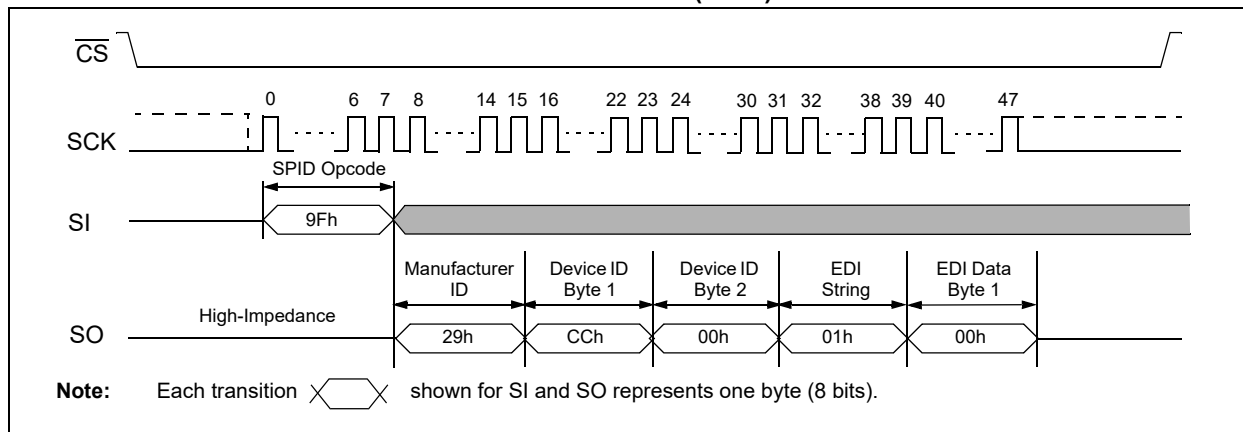 CS
0 6 7 8 14 15 16 22 23 24 30 31 32 38 39 40 47
SCK
SPID Opcode
SI
9Fh
Manufacturer ID
Device ID Byte 1
Device ID Byte 2
EDI String
EDI Data Byte 1
High-Impedance
SO
29h CCh 00h 01h 00h
Note: Each transition shown for SI and SO represents one byte (8 bits).